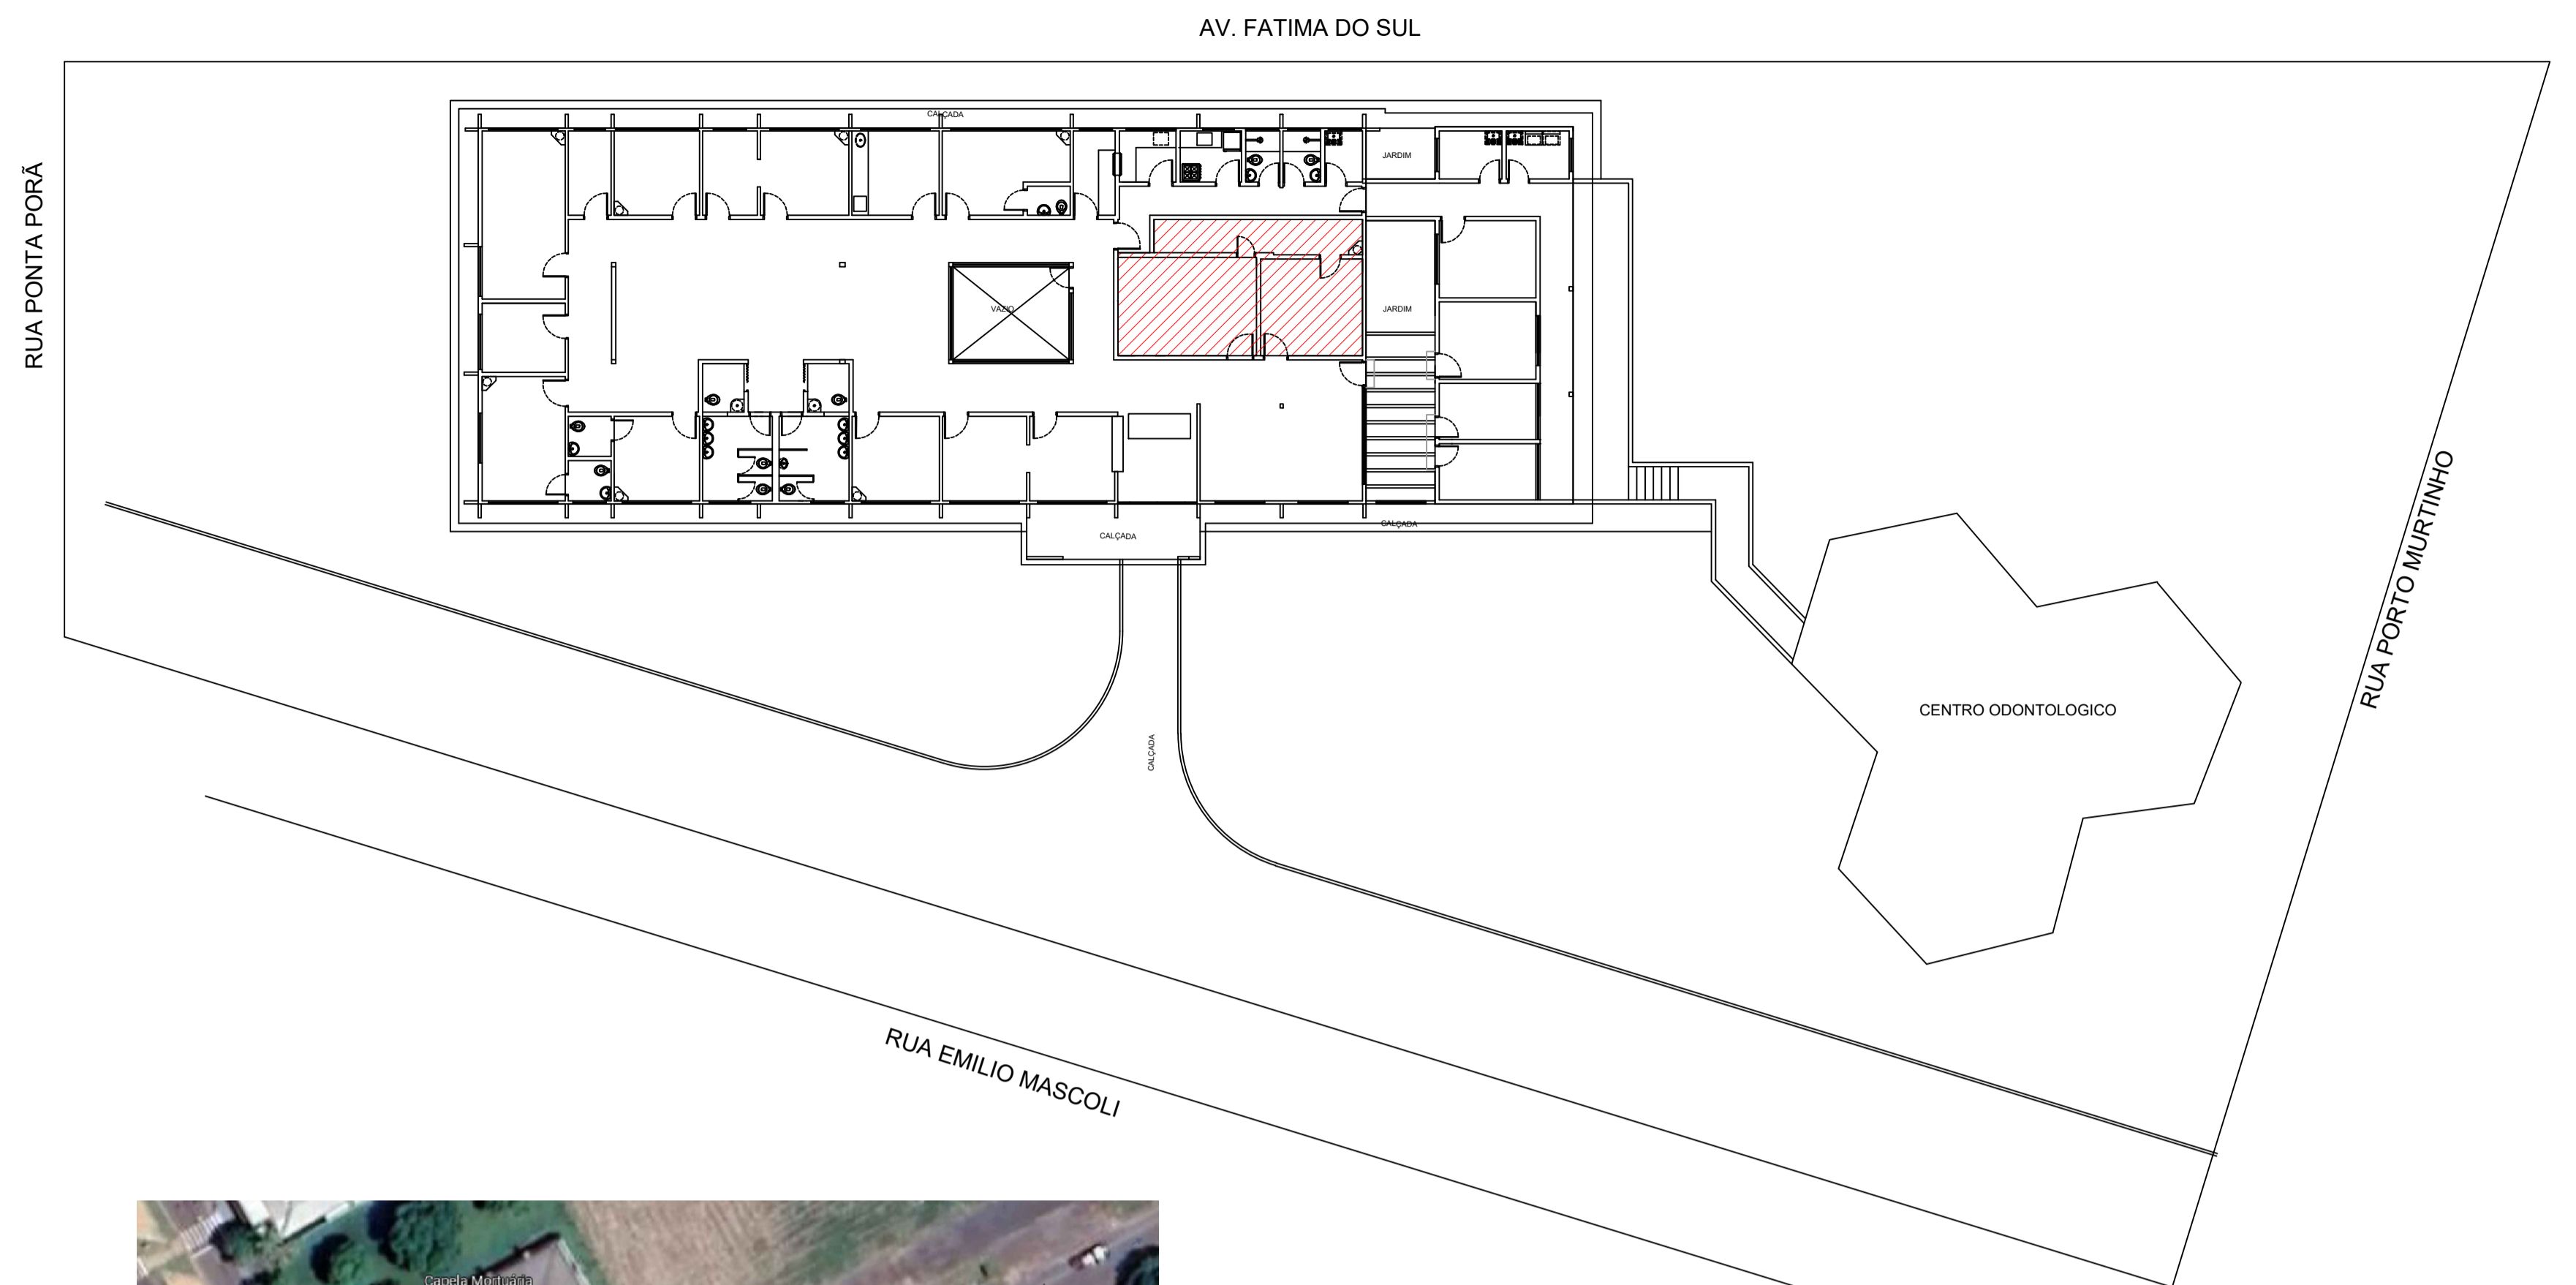 AV. FATIMA DO SUL
RUA PONTA PORÃ
CALÇADA
JARDIM
VAZIO
JARDIM
CALÇADA
CALÇADA
RUA PORTO MURTINHO
CENTRO ODONTOLOGICO
CALÇADA
RUA EMILIO MASCOLI
Capela Mortuária